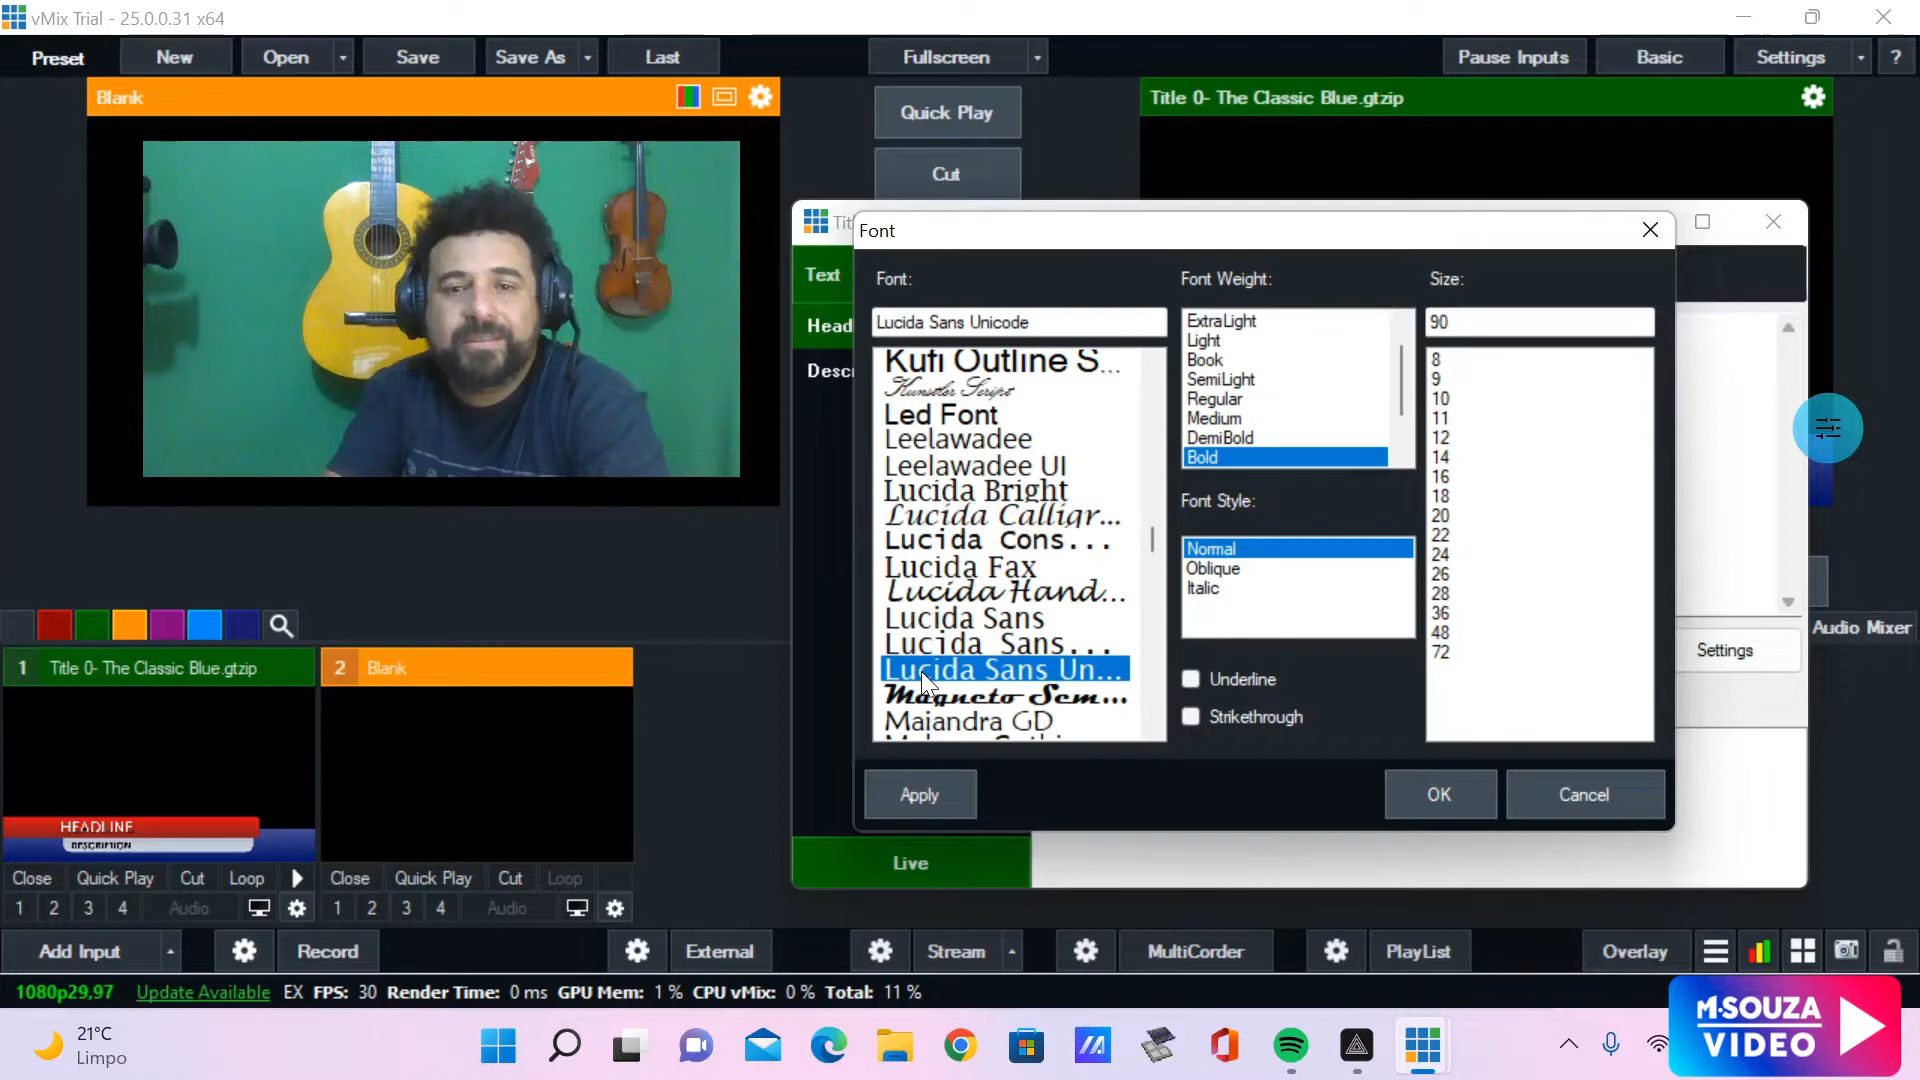 vMix Trial - 25.0.0.31 x64
Preset New Open Save Save As Last Fullscreen Pause Inputs Basic Settings ?
Blank
Quick Play
Cut
Title 0- The Classic Blue.gtzip
Font
Text
Head
Font:
Lucida Sans Unicode
Kufi Outline S...
Kunstler Script
Led Font
Leelawadee
Leelawadee UI
Lucida Bright
Lucida Calligr...
Lucida Cons...
Lucida Fax
Lucida Hand...
Lucida Sans
Lucida Sans...
Lucida Sans Un...
Magneto Sem...
Maiandra GD
Font Weight:
ExtraLight
Light
Book
SemiLight
Regular
Medium
DemiBold
Bold
Font Style:
Normal
Oblique
Italic
Underline
Strikethrough
Size:
90
8
9
10
11
12
14
16
18
20
22
24
26
28
36
48
72
Apply OK Cancel
Settings
Audio Mixer
Live
1 Title 0- The Classic Blue.gtzip
HEADLINE
DESCRIPTION
Close Quick Play Cut Loop
1 2 3 4 Audio
2 Blank
Close Quick Play Cut Loop
1 2 3 4 Audio
Add Input Record External Stream MultiCorder PlayList Overlay
1080p29,97 Update Available EX FPS: 30 Render Time: 0 ms GPU Mem: 1 % CPU vMix: 0 % Total: 11 %
21°C
Limpo
M·SOUZA
VIDEO